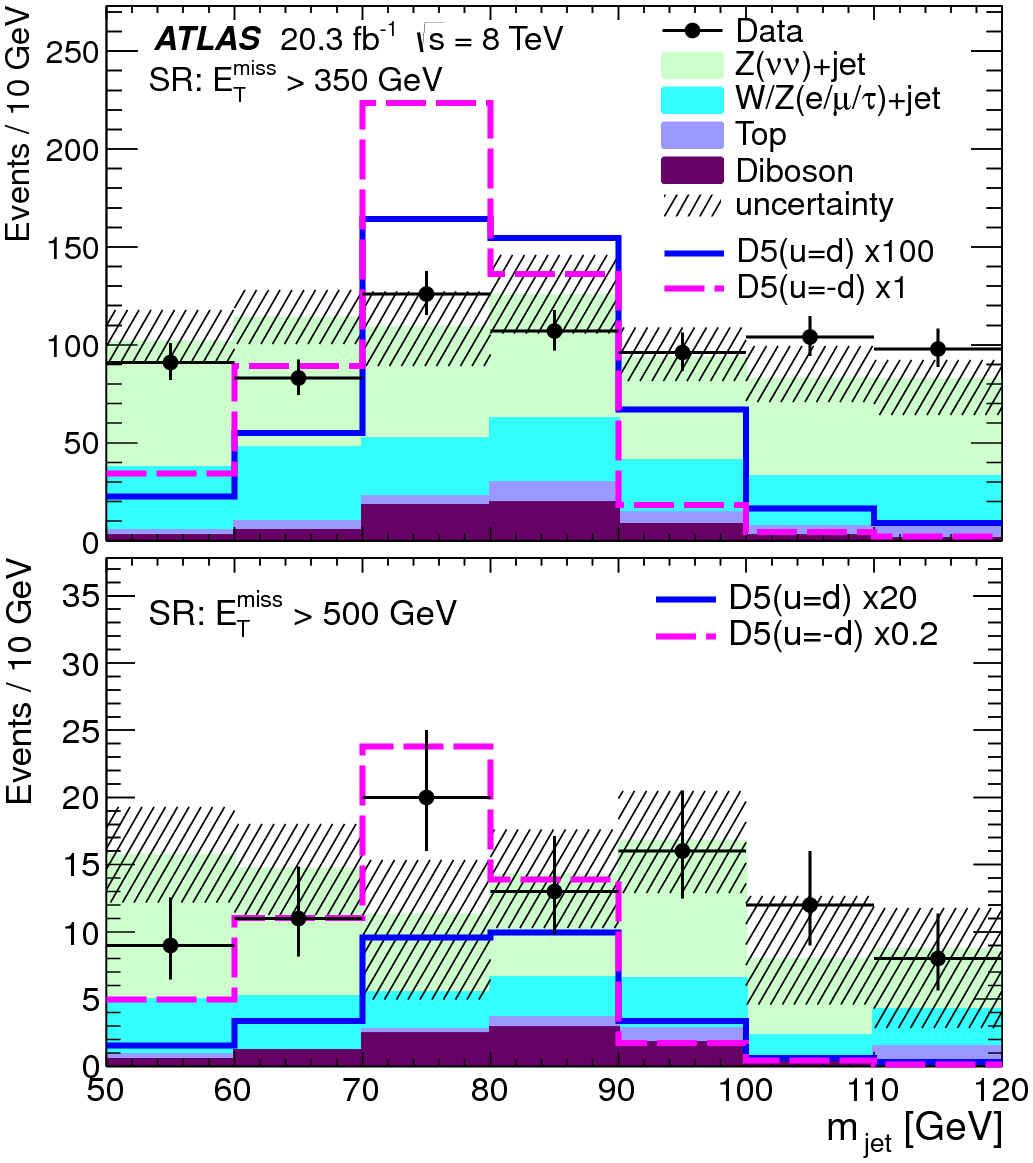 ATLAS 20.3 fb-1 √s = 8 TeV
SR: ETmiss > 350 GeV
Data
Z(νν)+jet
W/Z(e/μ/τ)+jet
Top
Diboson
uncertainty
D5(u=d) x100
D5(u=-d) x1
Events / 10 GeV
250
200
150
100
50
0
SR: ETmiss > 500 GeV
D5(u=d) x20
D5(u=-d) x0.2
Events / 10 GeV
35
30
25
20
15
10
5
0
50 60 70 80 90 100 110 120
mjet [GeV]